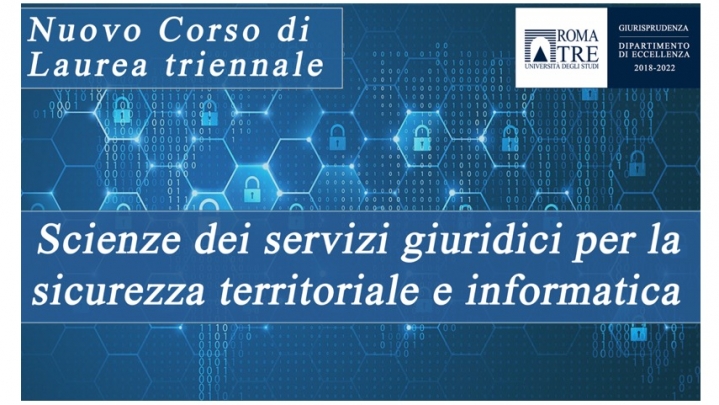 Nuovo Corso di
Laurea triennale
ROMA
TRE
UNIVERSITÀ DEGLI STUDI
GIURISPRUDENZA
DIPARTIMENTO
DI ECCELLENZA
2018-2022
Scienze dei servizi giuridici per la
sicurezza territoriale e informatica